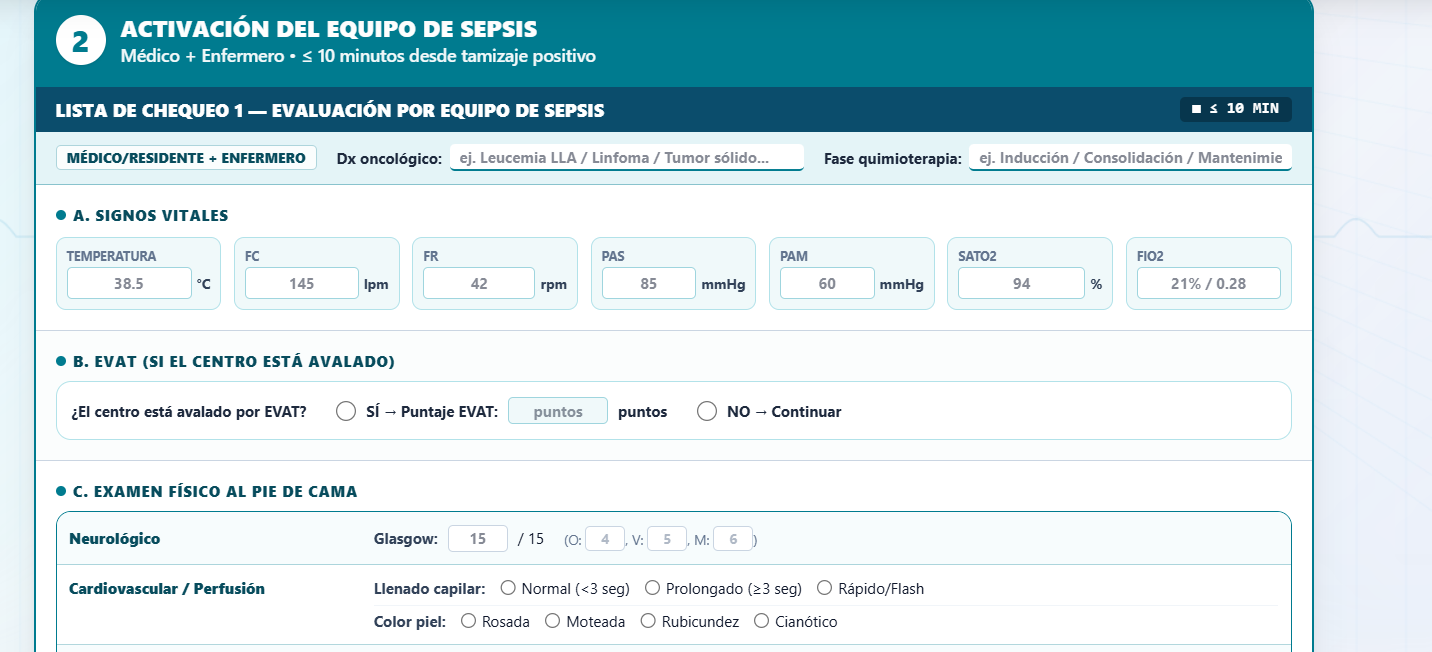 2
ACTIVACIÓN DEL EQUIPO DE SEPSIS
Médico + Enfermero • ≤ 10 minutos desde tamizaje positivo
LISTA DE CHEQUEO 1 — EVALUACIÓN POR EQUIPO DE SEPSIS ■ ≤ 10 MIN
MÉDICO/RESIDENTE + ENFERMERO Dx oncológico: ej. Leucemia LLA / Linfoma / Tumor sólido... Fase quimioterapia: ej. Inducción / Consolidación / Mantenimie
A. SIGNOS VITALES
TEMPERATURA FC FR PAS PAM SATO2 FIO2
38.5 °C 145 lpm 42 rpm 85 mmHg 60 mmHg 94 % 21% / 0.28
B. EVAT (SI EL CENTRO ESTÁ AVALADO)
¿El centro está avalado por EVAT? SÍ → Puntaje EVAT: puntos puntos NO → Continuar
C. EXAMEN FÍSICO AL PIE DE CAMA
Neurológico Glasgow: 15 / 15 (O: 4, V: 5, M: 6)
Cardiovascular / Perfusión Llenado capilar: Normal (<3 seg) Prolongado (≥3 seg) Rápido/Flash
Color piel: Rosada Moteada Rubicundez Cianótico